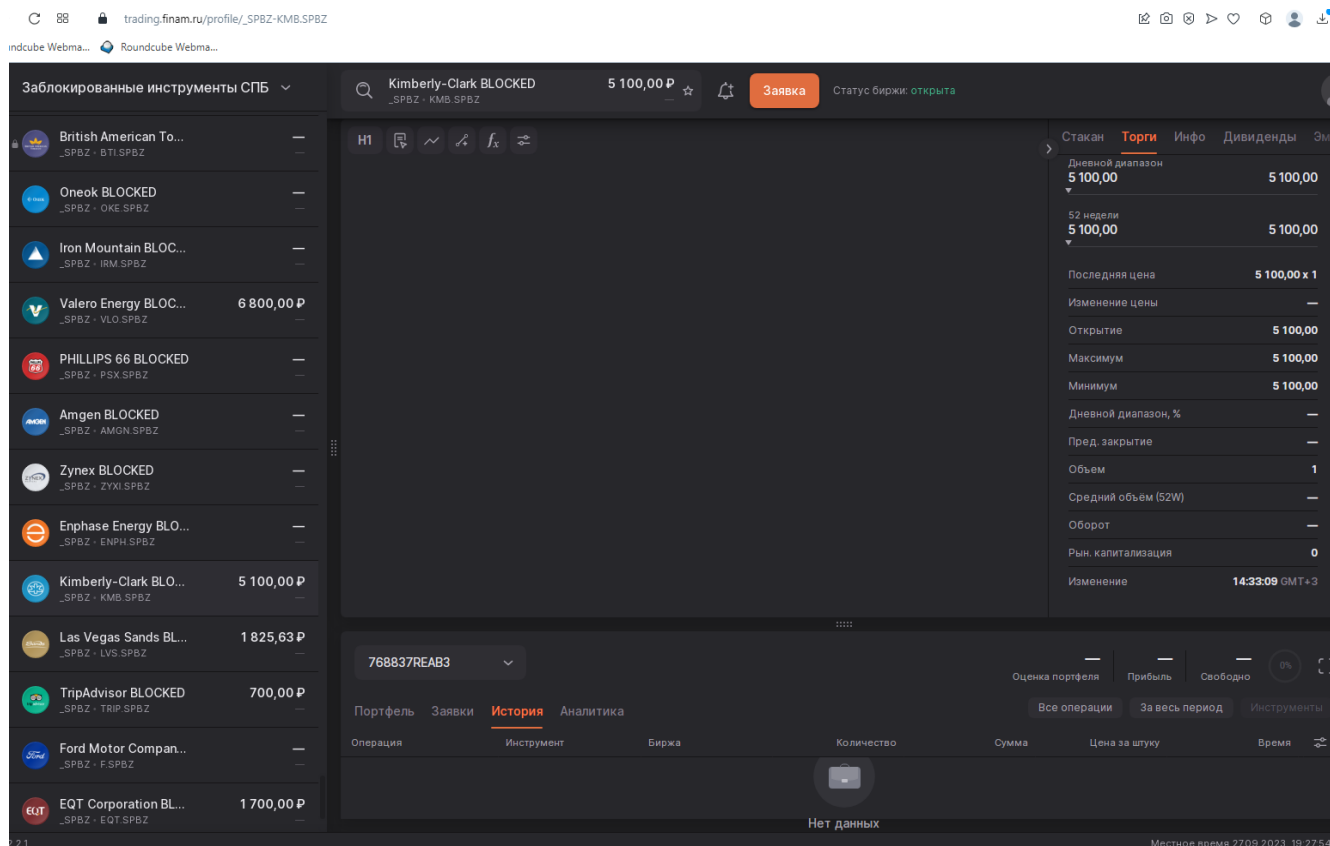 trading.finam.ru/profile/_SPBZ-KMB.SPBZ
undcube Webma... Roundcube Webma...
Заблокированные инструменты СПБ
British American To... —
_SPBZ • BTI.SPBZ —
Oneok BLOCKED —
_SPBZ • OKE.SPBZ —
Iron Mountain BLOC... —
_SPBZ • IRM.SPBZ —
Valero Energy BLOC... 6 800,00 ₽
_SPBZ • VLO.SPBZ —
PHILLIPS 66 BLOCKED —
_SPBZ • PSX.SPBZ —
Amgen BLOCKED —
_SPBZ • AMGN.SPBZ —
Zynex BLOCKED —
_SPBZ • ZYXI.SPBZ —
Enphase Energy BLO... —
_SPBZ • ENPH.SPBZ —
Kimberly-Clark BLO... 5 100,00 ₽
_SPBZ • KMB.SPBZ —
Las Vegas Sands BL... 1 825,63 ₽
_SPBZ • LVS.SPBZ —
TripAdvisor BLOCKED 700,00 ₽
_SPBZ • TRIP.SPBZ —
Ford Motor Compan... —
_SPBZ • F.SPBZ —
EQT Corporation BL... 1 700,00 ₽
_SPBZ • EQT.SPBZ —
Kimberly-Clark BLOCKED 5 100,00 ₽
_SPBZ • KMB.SPBZ —
Заявка
Статус биржи: открыта
H1
fx
Стакан Торги Инфо Дивиденды Эм
Дневной диапазон
5 100,00 5 100,00
52 недели
5 100,00 5 100,00
Последняя цена 5 100,00 x 1
Изменение цены —
Открытие 5 100,00
Максимум 5 100,00
Минимум 5 100,00
Дневной диапазон, % —
Пред. закрытие —
Объем 1
Средний объём (52W) —
Оборот —
Рын. капитализация 0
Изменение 14:33:09 GMT+3
768837REAB3
— — — 0%
Оценка портфеля Прибыль Свободно
Портфель Заявки История Аналитика
Все операции За весь период Инструменты
Операция Инструмент Биржа Количество Сумма Цена за штуку Время
Нет данных
Местное время 27.09.2023, 19:27:54